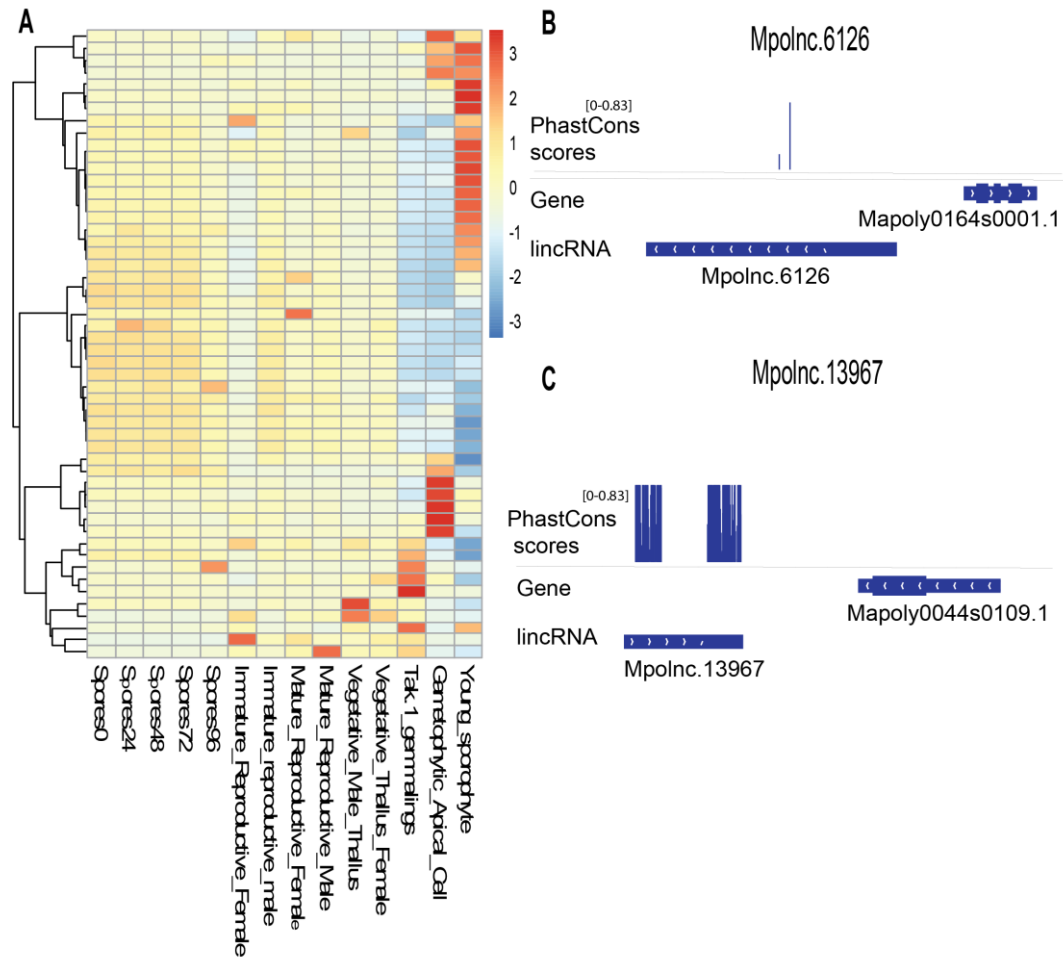 A
3
2
1
0
-1
-2
-3
Spores0
Spores24
Spores48
Spores72
Spores96
Immature_Reproductive_Female
Immature_reproductive_male
Mature_Reproductive_Female
Mature_Reproductive_Male
Vegetative_Male_Thallus
Vegetative_Thallus_Female
Tak.1_gemmalings
Gametophytic_Apical_Cell
Young_sporophyte
B
Mpolnc.6126
[0-0.83]
PhastCons
scores
Gene
Mapoly0164s0001.1
lincRNA
Mpolnc.6126
C
Mpolnc.13967
[0-0.83]
PhastCons
scores
Gene
Mapoly0044s0109.1
lincRNA
Mpolnc.13967